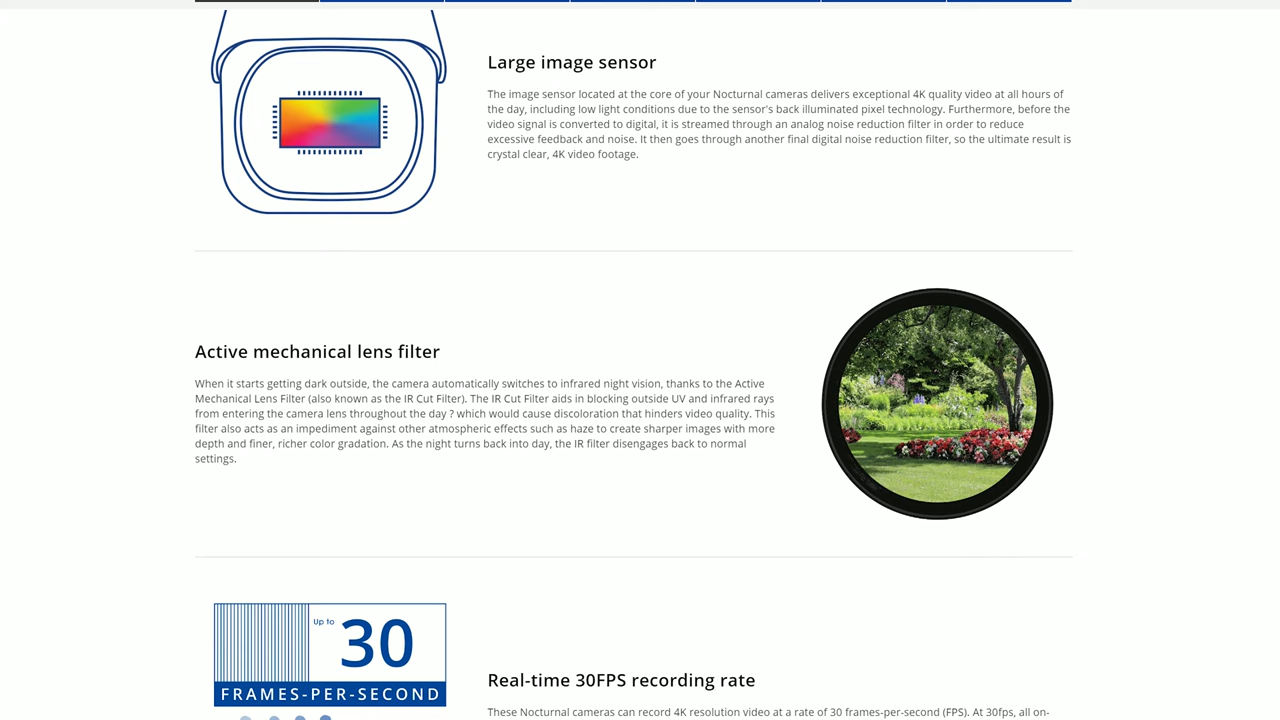 Large image sensor
The image sensor located at the core of your Nocturnal cameras delivers exceptional 4K quality video at all hours of
the day, including low light conditions due to the sensor's back illuminated pixel technology. Furthermore, before the
video signal is converted to digital, it is streamed through an analog noise reduction filter in order to reduce
excessive feedback and noise. It then goes through another final digital noise reduction filter, so the ultimate result is
crystal clear, 4K video footage.
Active mechanical lens filter
When it starts getting dark outside, the camera automatically switches to infrared night vision, thanks to the Active
Mechanical Lens Filter (also known as the IR Cut Filter). The IR Cut Filter aids in blocking outside UV and infrared rays
from entering the camera lens throughout the day ? which would cause discoloration that hinders video quality. This
filter also acts as an impediment against other atmospheric effects such as haze to create sharper images with more
depth and finer, richer color gradation. As the night turns back into day, the IR filter disengages back to normal
settings.
Up to 30
FRAMES-PER-SECOND
Real-time 30FPS recording rate
These Nocturnal cameras can record 4K resolution video at a rate of 30 frames-per-second (FPS). At 30fps, all on-